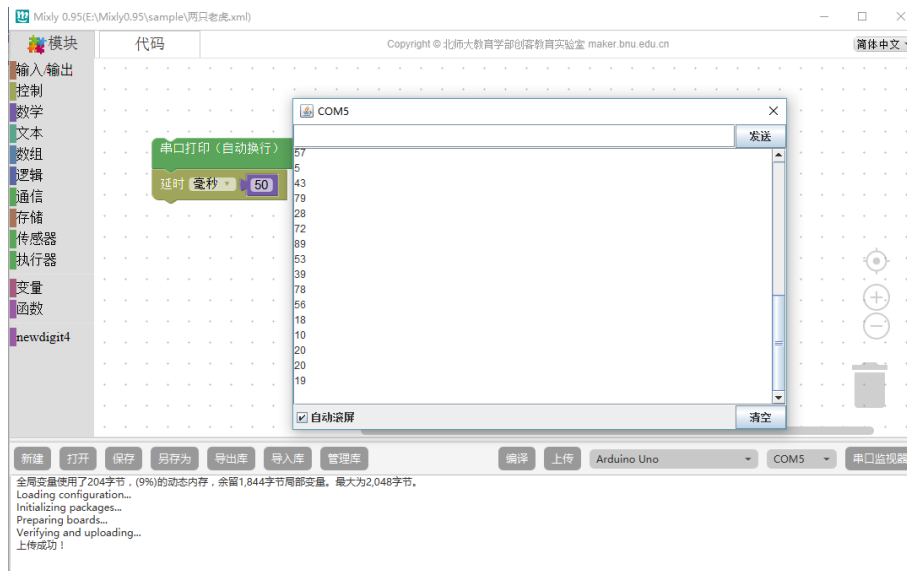 Mixly 0.95(E:\Mixly0.95\sample\两只老虎.xml)
模块
代码
Copyright © 北师大教育学部创客教育实验室 maker.bnu.edu.cn
简体中文
输入/输出
控制
数学
文本
数组
逻辑
通信
存储
传感器
执行器
变量
函数
newdigit4
串口打印（自动换行）
延时 毫秒 50
COM5
发送
57
5
43
79
28
72
89
53
39
78
56
18
10
20
20
19
自动滚屏
清空
新建 打开 保存 另存为 导出库 导入库 管理库 编译 上传 Arduino Uno COM5 串口监视器
全局变量使用了204字节，(9%)的动态内存，余留1,844字节局部变量。最大为2,048字节。
Loading configuration...
Initializing packages...
Preparing boards...
Verifying and uploading...
上传成功！